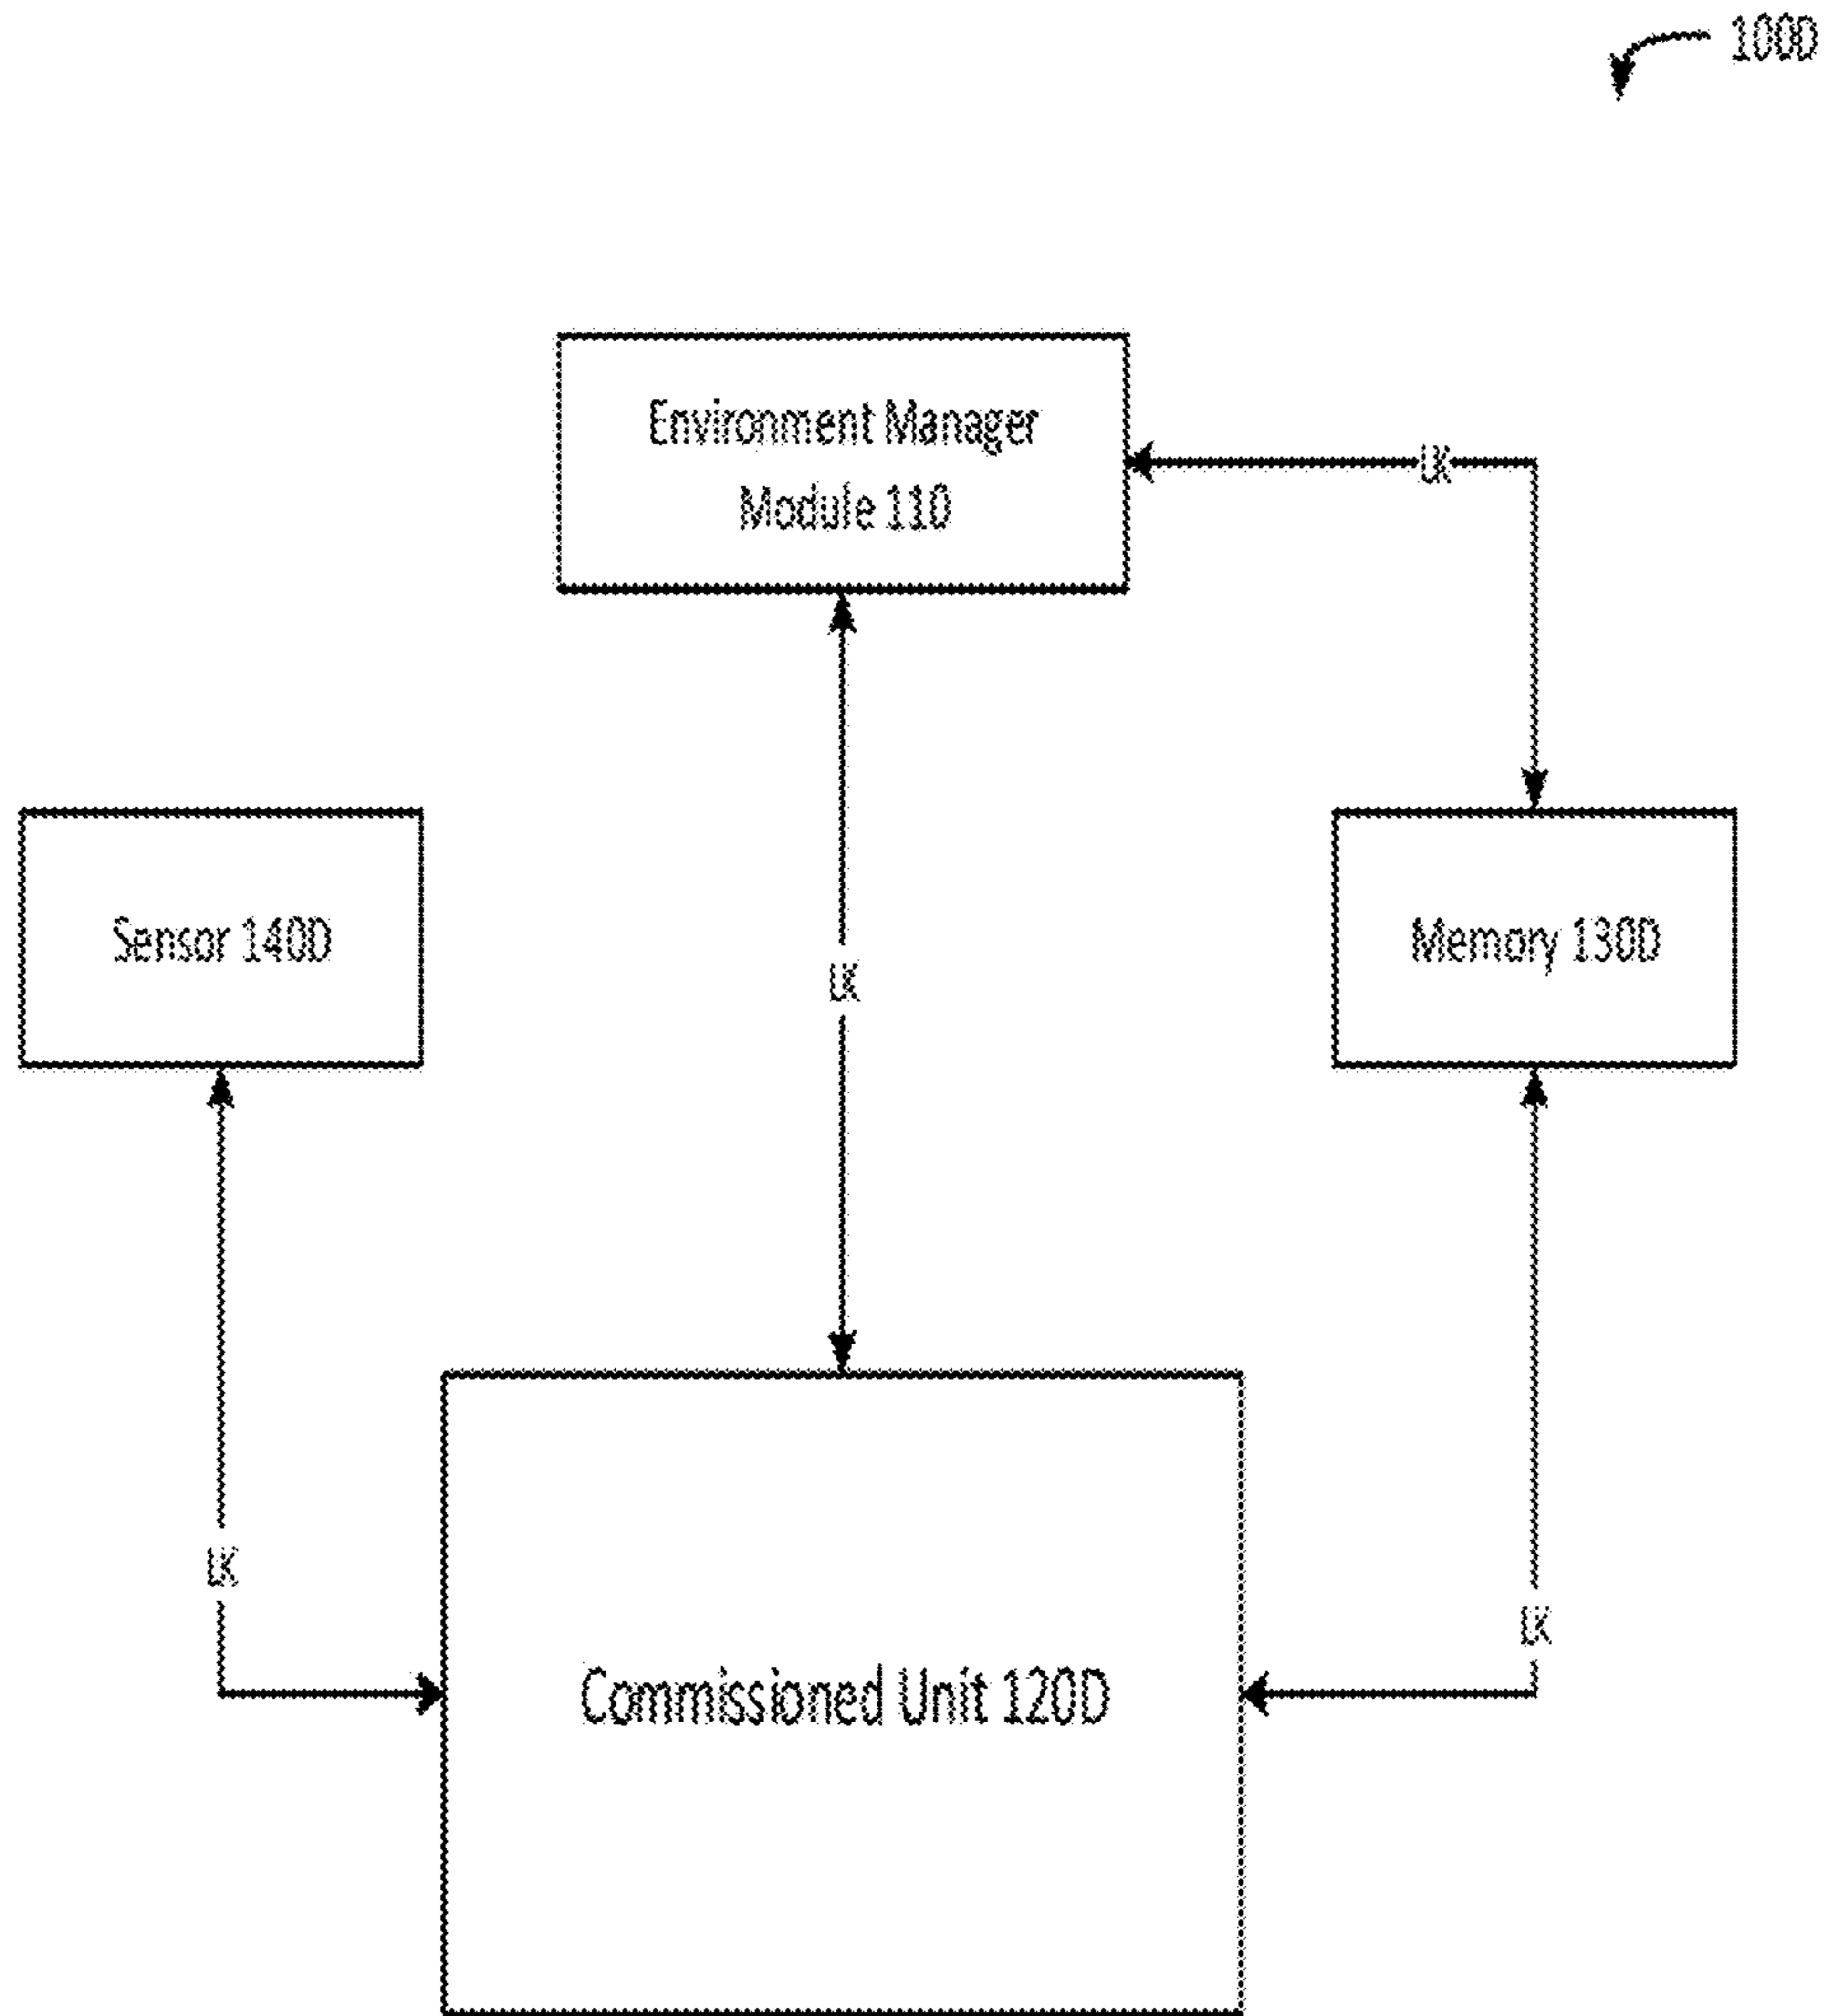 100D
Environment Manager
Module 110
LK
Sensor 140D
Memory 130D
LK
LK
LK
Commissioned Unit 120D